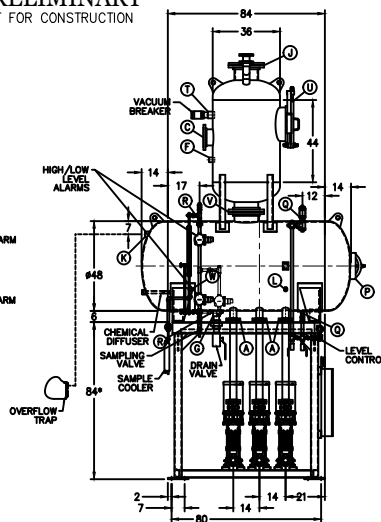 RELIMINARY
T FOR CONSTRUCTION
84
36
J
T
U
VACUUM
BREAKER
C
F
44
HIGH/LOW
LEVEL
ALARMS
14
17
R
V
Q
12
14
7
ARM
K
ø48
W
L
P
ARM
6
CHEMICAL
DIFFUSER
R
SAMPLING
VALVE
G
A
A
Q
SAMPLE
COOLER
DRAIN
VALVE
LEVEL
CONTRO
84*
OVERFLOW
TRAP
2
7
14
14
21
80